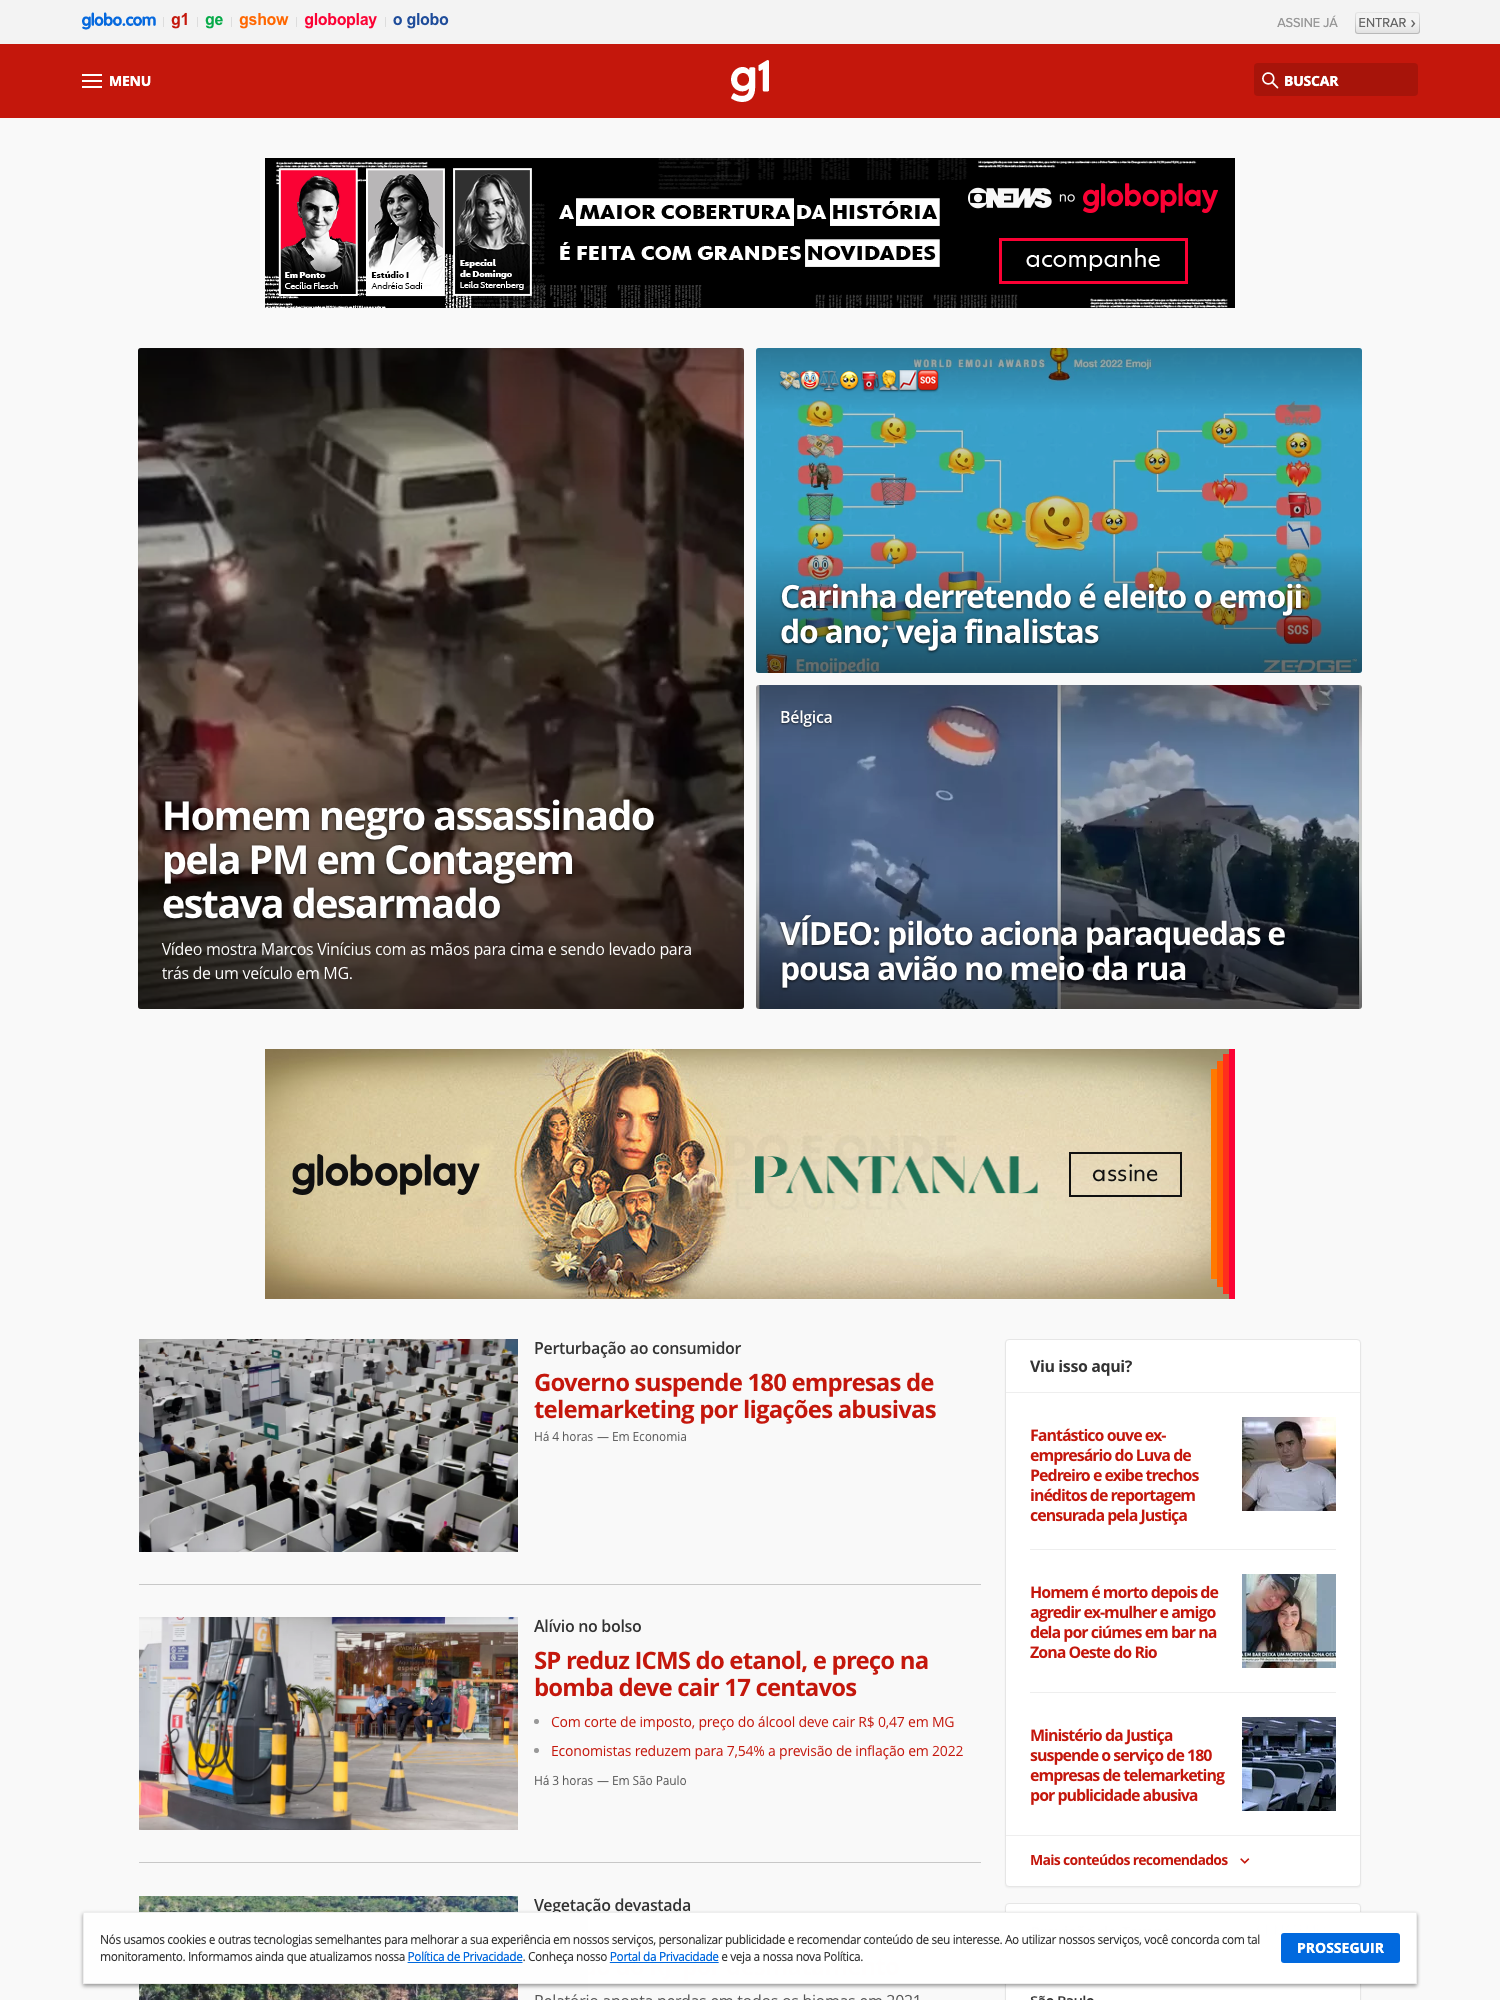 globo.com g1 ge gshow globoplay o globo
ASSINE JÁ ENTRAR ›
MENU
g1
BUSCAR
Em Ponto
Cecília Flesch
Estúdio I
Andréia Sadi
Especial
de Domingo
Leila Sterenberg
A MAIOR COBERTURA DA HISTÓRIA
É FEITA COM GRANDES NOVIDADES
GNEWS no globoplay
acompanhe
Homem negro assassinado
pela PM em Contagem
estava desarmado
Vídeo mostra Marcos Vinícius com as mãos para cima e sendo levado para
trás de um veículo em MG.
WORLD EMOJI AWARDS Most 2022 Emoji
SOS
Carinha derretendo é eleito o emoji
do ano; veja finalistas
SOS
Emojipedia
ZEDGE
Bélgica
VÍDEO: piloto aciona paraquedas e
pousa avião no meio da rua
globoplay
PANTANAL
assine
Perturbação ao consumidor
Governo suspende 180 empresas de
telemarketing por ligações abusivas
Há 4 horas — Em Economia
Alívio no bolso
SP reduz ICMS do etanol, e preço na
bomba deve cair 17 centavos
Com corte de imposto, preço do álcool deve cair R$ 0,47 em MG
Economistas reduzem para 7,54% a previsão de inflação em 2022
Há 3 horas — Em São Paulo
Vegetação devastada
Viu isso aqui?
Fantástico ouve ex-
empresário do Luva de
Pedreiro e exibe trechos
inéditos de reportagem
censurada pela Justiça
Homem é morto depois de
agredir ex-mulher e amigo
dela por ciúmes em bar na
Zona Oeste do Rio
EM BAR DEIXA UM MORTO NA ZONA OESTE
Ministério da Justiça
suspende o serviço de 180
empresas de telemarketing
por publicidade abusiva
Mais conteúdos recomendados
Nós usamos cookies e outras tecnologias semelhantes para melhorar a sua experiência em nossos serviços, personalizar publicidade e recomendar conteúdo de seu interesse. Ao utilizar nossos serviços, você concorda com tal
monitoramento. Informamos ainda que atualizamos nossa Política de Privacidade. Conheça nosso Portal da Privacidade e veja a nossa nova Política.
PROSSEGUIR
Relatório aponta perdas em todos os biomas em 2021
São Paulo